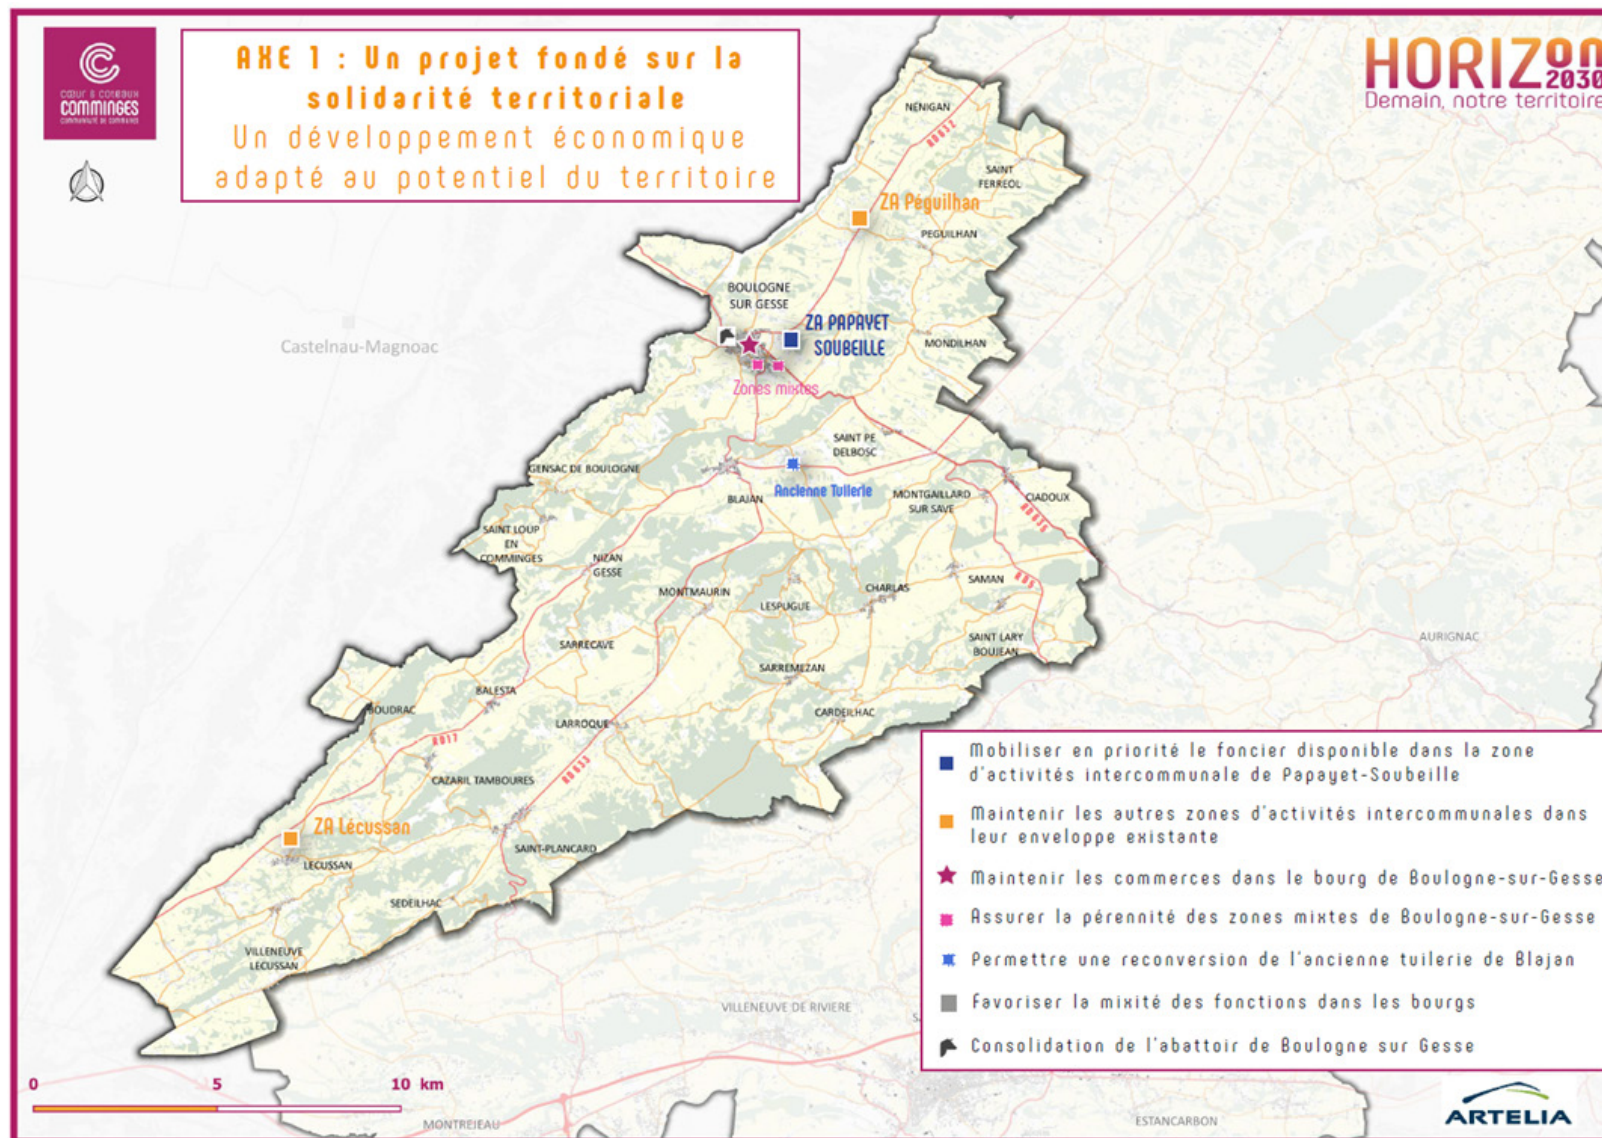 CŒUR & COTEAUX
COMMINGES
COMMUNAUTÉ DE COMMUNES
AXE 1 : Un projet fondé sur la
solidarité territoriale
Un développement économique
adapté au potentiel du territoire
HORIZON
2030
Demain, notre territoire
NÉNIGAN
RD632
SAINT
FERREOL
ZA Péguilhan
PEGUILHAN
BOULOGNE
SUR GESSE
ZA PAPAYET
SOUBEILLE
MONDILHAN
Castelnau-Magnoac
Zones mixtes
SAINT PE
DELBOSC
GENSAC DE BOULOGNE
Ancienne Tuilerie
BLAJAN
MONTGAILLARD
SUR SAVE
CIADOUX
RD635
SAINT LOUP
EN
COMMINGES
NIZAN
GESSE
MONTMAURIN
LESPUGUE
CHARLAS
SAMAN
SARRECAVE
SAINT LARY
BOUJEAN
AURIGNAC
SARREMEZAN
BALESTA
BOUDRAC
LARROQUE
CARDEILHAC
RD17
RD633
CAZARIL TAMBOURES
ZA Lécussan
LECUSSAN
SAINT-PLANCARD
SEDEILHAC
VILLENEUVE
LECUSSAN
VILLENEUVE DE RIVIERE
Mobiliser en priorité le foncier disponible dans la zone
d'activités intercommunale de Papayet-Soubeille
Maintenir les autres zones d'activités intercommunales dans
leur enveloppe existante
Maintenir les commerces dans le bourg de Boulogne-sur-Gesse
Assurer la pérennité des zones mixtes de Boulogne-sur-Gesse
Permettre une reconversion de l'ancienne tuilerie de Blajan
Favoriser la mixité des fonctions dans les bourgs
Consolidation de l'abattoir de Boulogne sur Gesse
0 5 10 km
MONTREJEAU
ESTANCARBON
ARTELIA